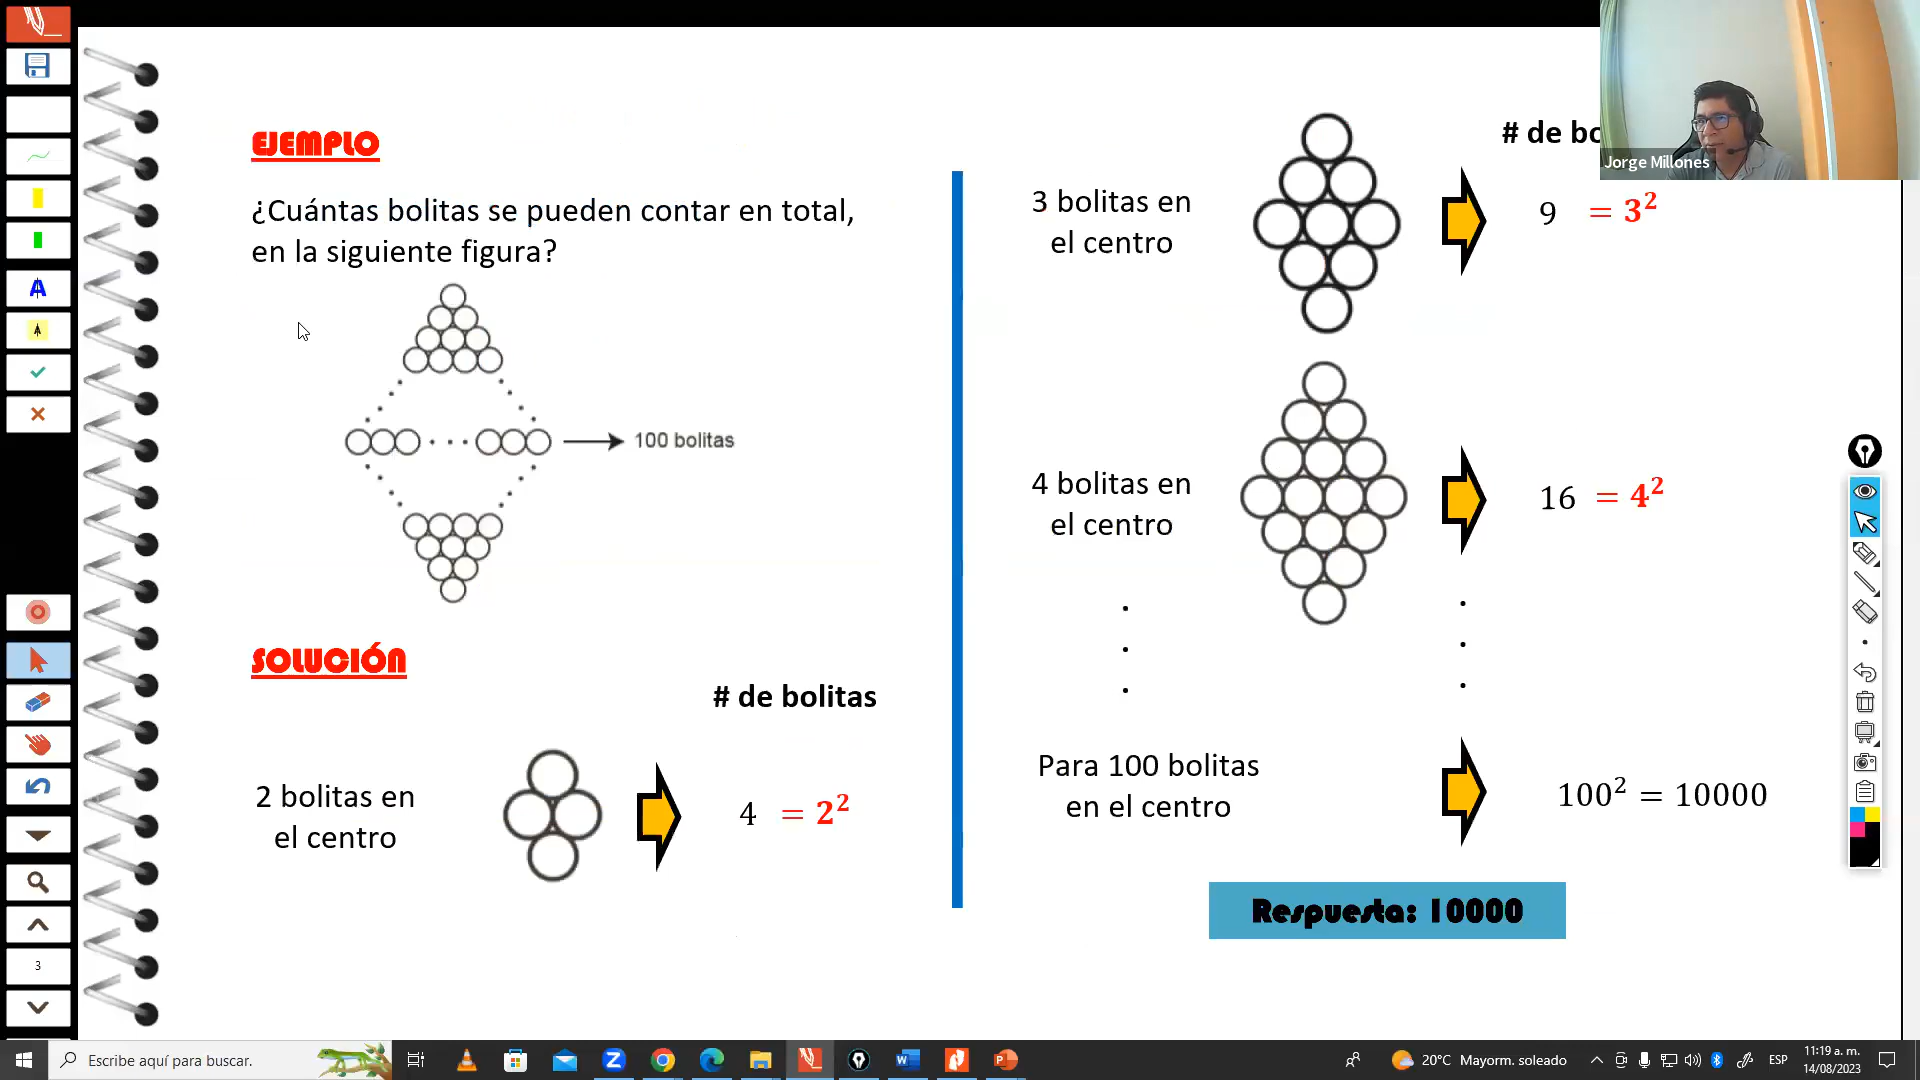 EJEMPLO
¿Cuántas bolitas se pueden contar en total,
en la siguiente figura?
100 bolitas
SOLUCIÓN
# de bolitas
2 bolitas en
el centro
4 = 2²
# de bo
3 bolitas en
el centro
9 = 3²
4 bolitas en
el centro
16 = 4²
Para 100 bolitas
en el centro
100² = 10000
Respuesta: 10000
Jorge Millones
3
Escribe aquí para buscar.
20°C Mayorm. soleado
ESP
11:19 a. m.
14/08/2023